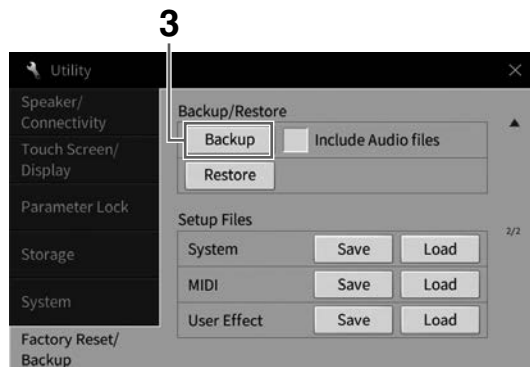 3
Utility
Speaker/
Connectivity
Touch Screen/
Display
Parameter Lock
Storage
System
Factory Reset/
Backup
Backup/Restore
Backup
Include Audio files
Restore
Setup Files
System Save Load
MIDI Save Load
User Effect Save Load
2/2